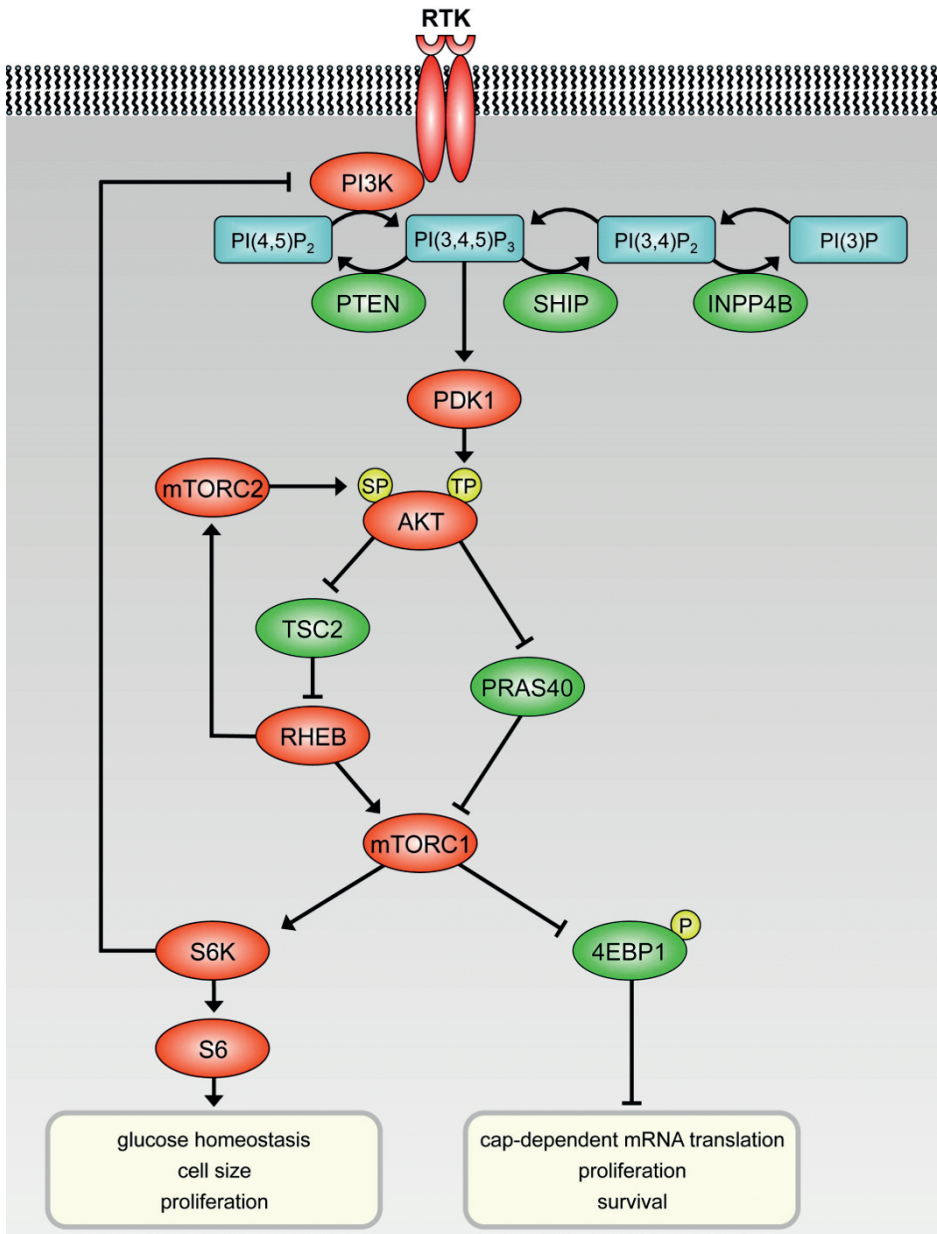 RTK
PI3K
PI(4,5)P₂
PI(3,4,5)P₃
PI(3,4)P₂
PI(3)P
PTEN
SHIP
INPP4B
PDK1
mTORC2
SP
TP
AKT
TSC2
PRAS40
RHEB
mTORC1
S6K
4EBP1
P
S6
glucose homeostasis
cell size
proliferation
cap-dependent mRNA translation
proliferation
survival